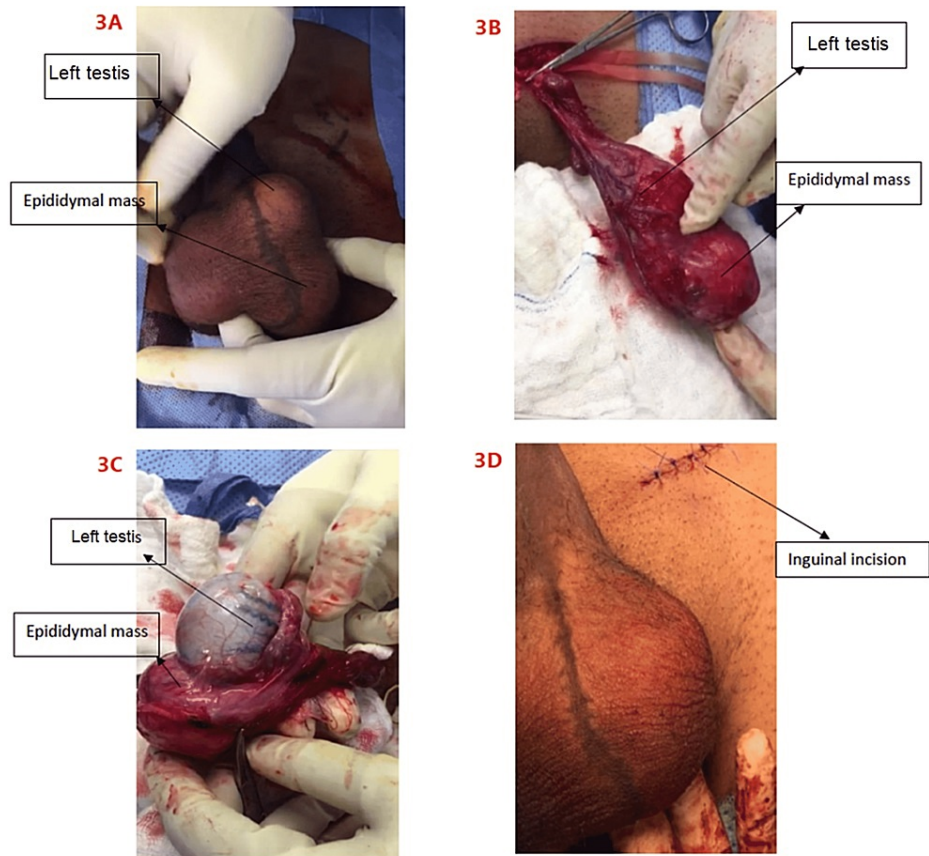 3A
Left testis
Epididymal mass
3B
Left testis
Epididymal mass
3C
Left testis
Epididymal mass
3D
Inguinal incision